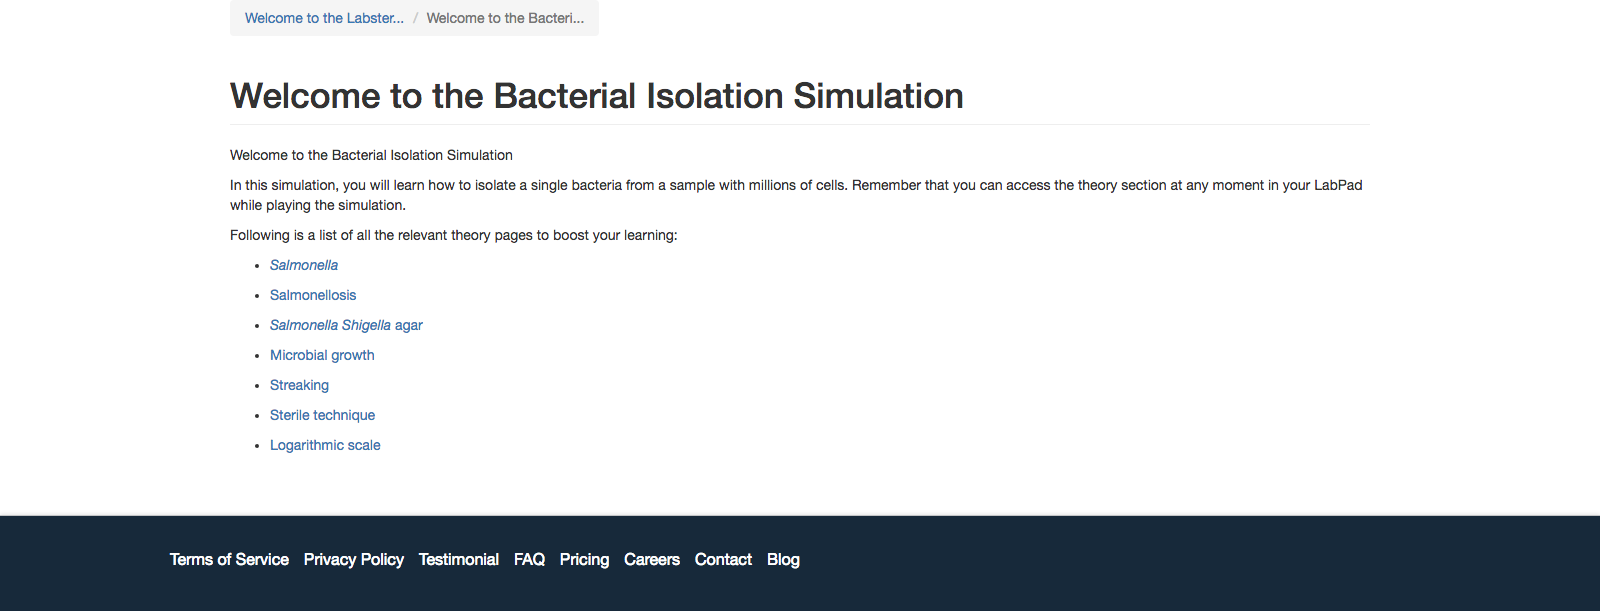 Welcome to the Labster... / Welcome to the Bacteri...
Welcome to the Bacterial Isolation Simulation
Welcome to the Bacterial Isolation Simulation
In this simulation, you will learn how to isolate a single bacteria from a sample with millions of cells. Remember that you can access the theory section at any moment in your LabPad
while playing the simulation.
Following is a list of all the relevant theory pages to boost your learning:
• Salmonella
• Salmonellosis
• Salmonella Shigella agar
• Microbial growth
• Streaking
• Sterile technique
• Logarithmic scale
Terms of Service Privacy Policy Testimonial FAQ Pricing Careers Contact Blog